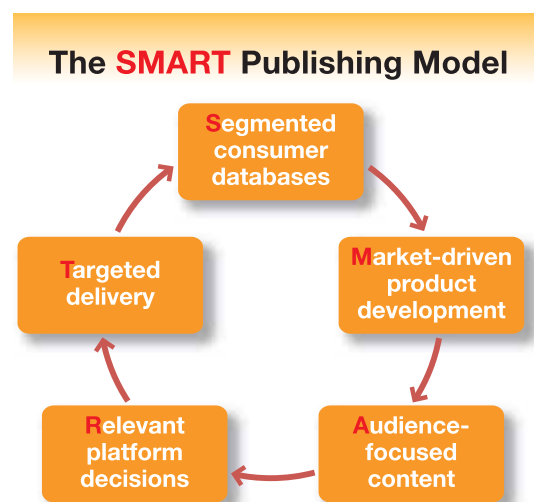 The SMART Publishing Model
Segmented
consumer
databases
Market-driven
product
development
Audience-
focused
content
Relevant
platform
decisions
Targeted
delivery